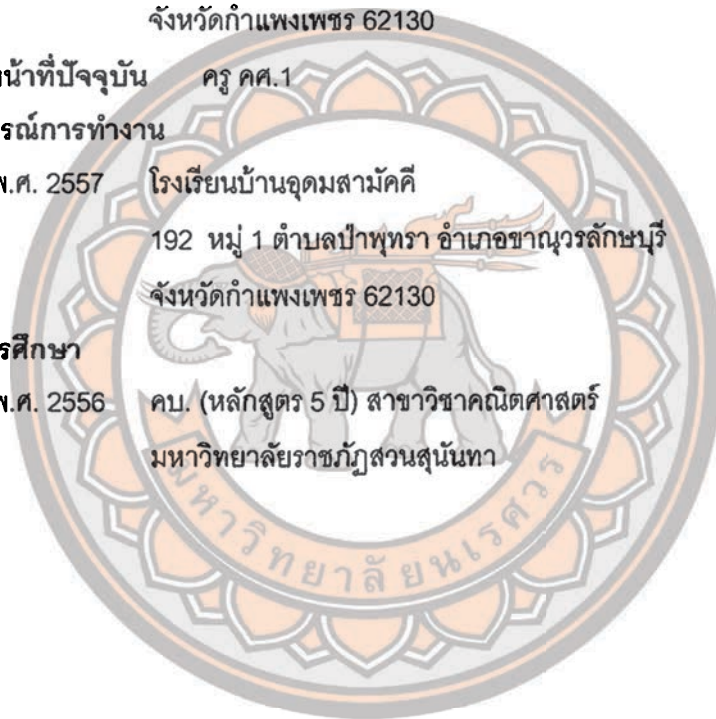 จังหวัดกำแพงเพชร 62130
หน้าที่ปัจจุบัน ครู คศ.1
รณ์การทำงาน
พ.ศ. 2557 โรงเรียนบ้านอุดมสามัคคี
192 หมู่ 1 ตำบลป่าพุทรา อำเภอขาณุวรลักษบุรี
จังหวัดกำแพงเพชร 62130
รศึกษา
พ.ศ. 2556 คบ. (หลักสูตร 5 ปี) สาขาวิชาคณิตศาสตร์
มหาวิทยาลัยราชภัฏสวนสุนันทา
มหาวิทยาลัยนเรศวร